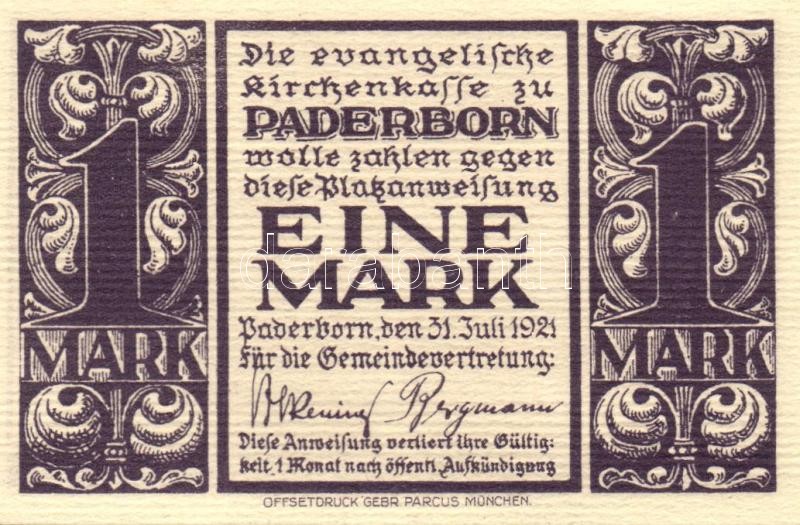 Die evangelische
Kirchenkasse zu
PADERBORN
wolle zahlen gegen
diese Platzanweisung
EINE
MARK
Paderborn, den 31. Juli 1921
Für die Gemeindevertretung:
Bergmann
Diese Anweisung verliert ihre Gültig:
keit 1 Monat nach öffentl. Aufkündigung
1
MARK
1
MARK
OFFSETDRUCK GEBR. PARCUS MÜNCHEN.
darabanth